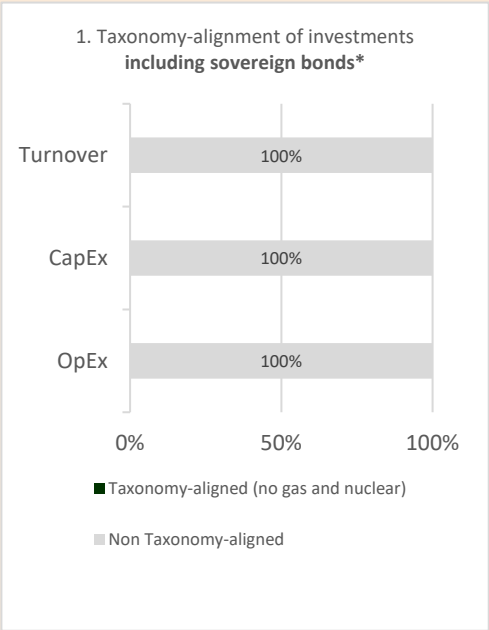 1. Taxonomy-alignment of investments
including sovereign bonds*
Turnover
100%
CapEx
100%
OpEx
100%
0%
50%
100%
Taxonomy-aligned (no gas and nuclear)
Non Taxonomy-aligned